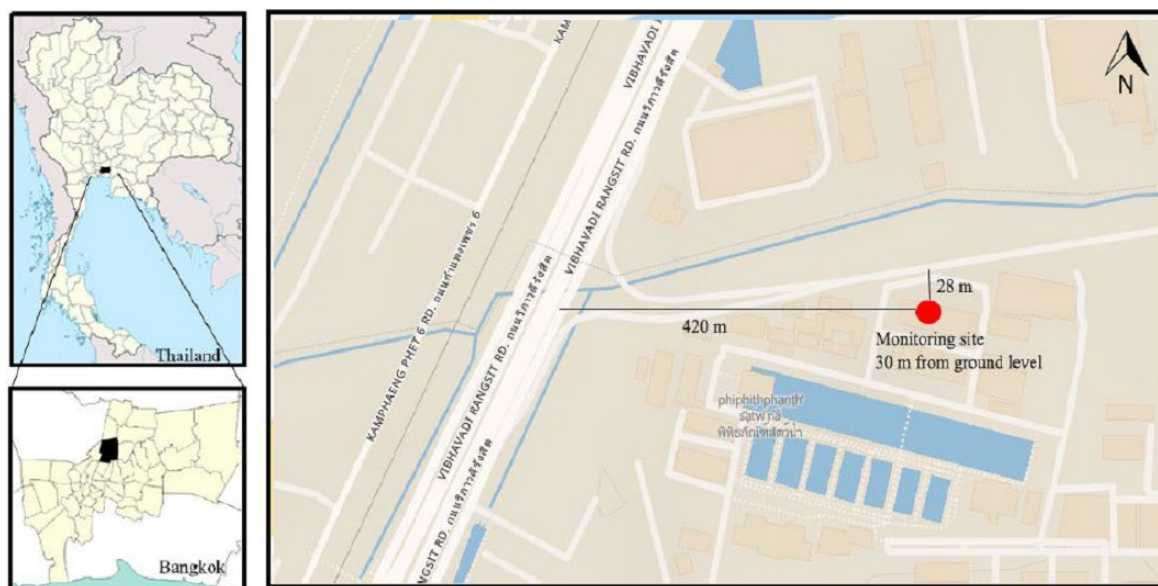 Thailand
Bangkok
KAM
VIBHAVADI R
VIBHAVADI RANGSIT RD. ถนนวิภาวดีรังสิต
KAMPHAENG PHET 6 RD. ถนนกำแพงเพชร 6
VIBHAVADI RANGSIT RD. ถนนวิภาวดีรังสิต
NGSIT RD. ถนนวิภาวดีรังสิต
N
28 m
420 m
Monitoring site
30 m from ground level
phiphithphanth
satw na
พิพิธภัณฑ์สัตว์น้ำ